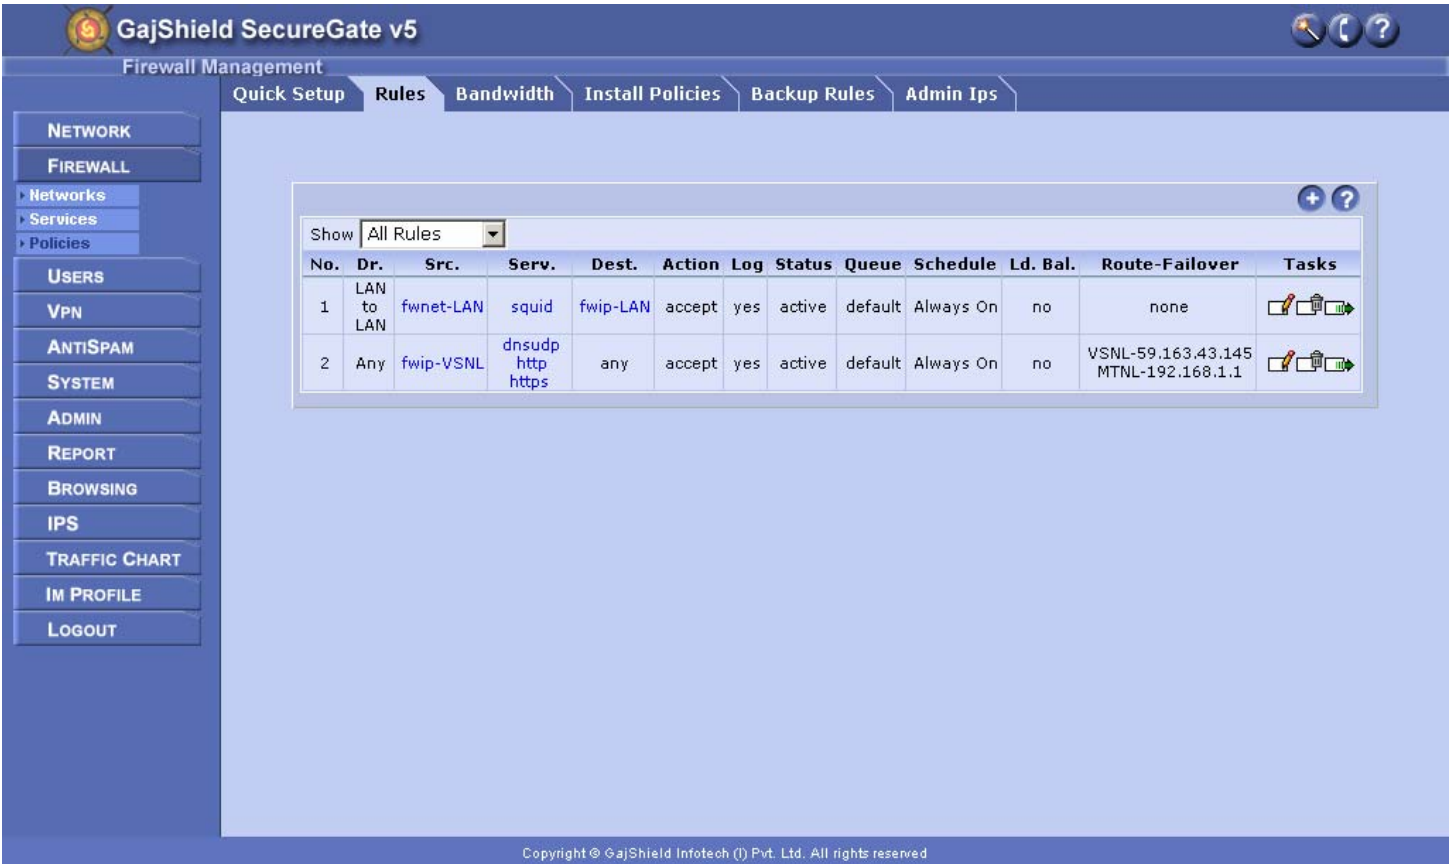 GajShield SecureGate v5
Firewall Management
Quick Setup Rules Bandwidth Install Policies Backup Rules Admin Ips
NETWORK
FIREWALL
Networks
Services
Policies
USERS
VPN
ANTISPAM
SYSTEM
ADMIN
REPORT
BROWSING
IPS
TRAFFIC CHART
IM PROFILE
LOGOUT
Show All Rules
No. Dr. Src. Serv. Dest. Action Log Status Queue Schedule Ld. Bal. Route-Failover Tasks
1 LAN to LAN fwnet-LAN squid fwip-LAN accept yes active default Always On no none
2 Any fwip-VSNL dnsudp http https any accept yes active default Always On no VSNL-59.163.43.145 MTNL-192.168.1.1
Copyright © GajShield Infotech (I) Pvt. Ltd. All rights reserved